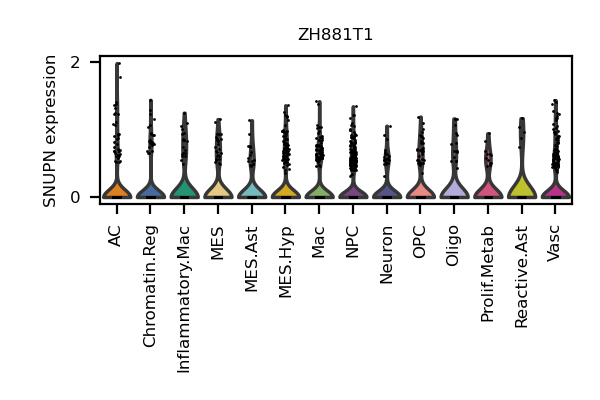 ZH881T1
SNUPN expression
2
0
AC
Chromatin.Reg
Inflammatory.Mac
MES
MES.Ast
MES.Hyp
Mac
NPC
Neuron
OPC
Oligo
Prolif.Metab
Reactive.Ast
Vasc